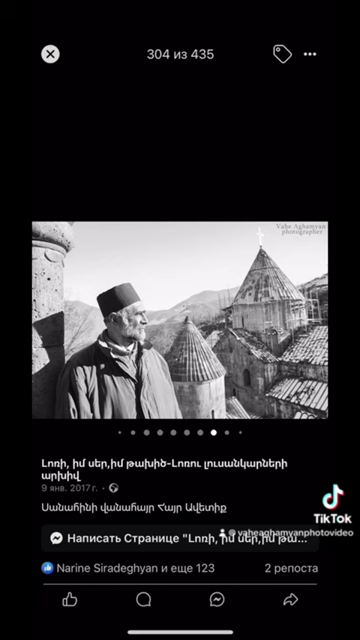 304 из 435
Vahe Aghamyan
photographer
Լոռի, իմ սեր,իմ թախիծ-Լոռու լուսանկարների
արխիվ
9 янв. 2017 г. ·
Սանահինի վանահայր Հայր Ավետիք
TikTok
@vaheaghamyanphotovideo
Написать Странице "Լոռի, իմ սեր,իմ թա...
Narine Siradeghyan и еще 123
2 репоста